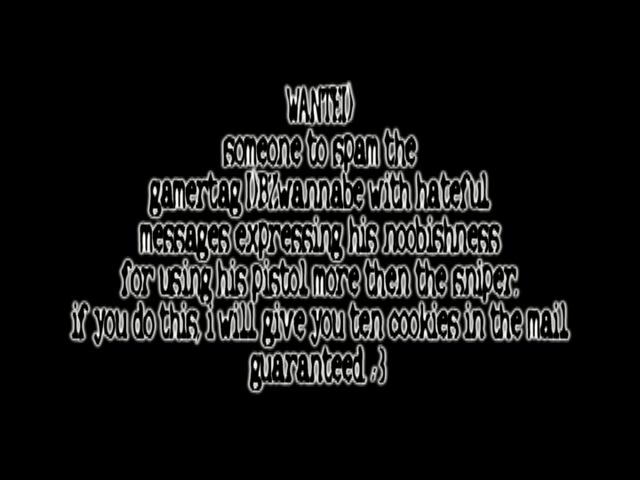 WANTED
someone to spam the
gamertag DBZwannabe with hateful
messages expressing his noobishness
for using his pistol more then the sniper.
if you do this, i will give you ten cookies in the mail
guaranteed :}